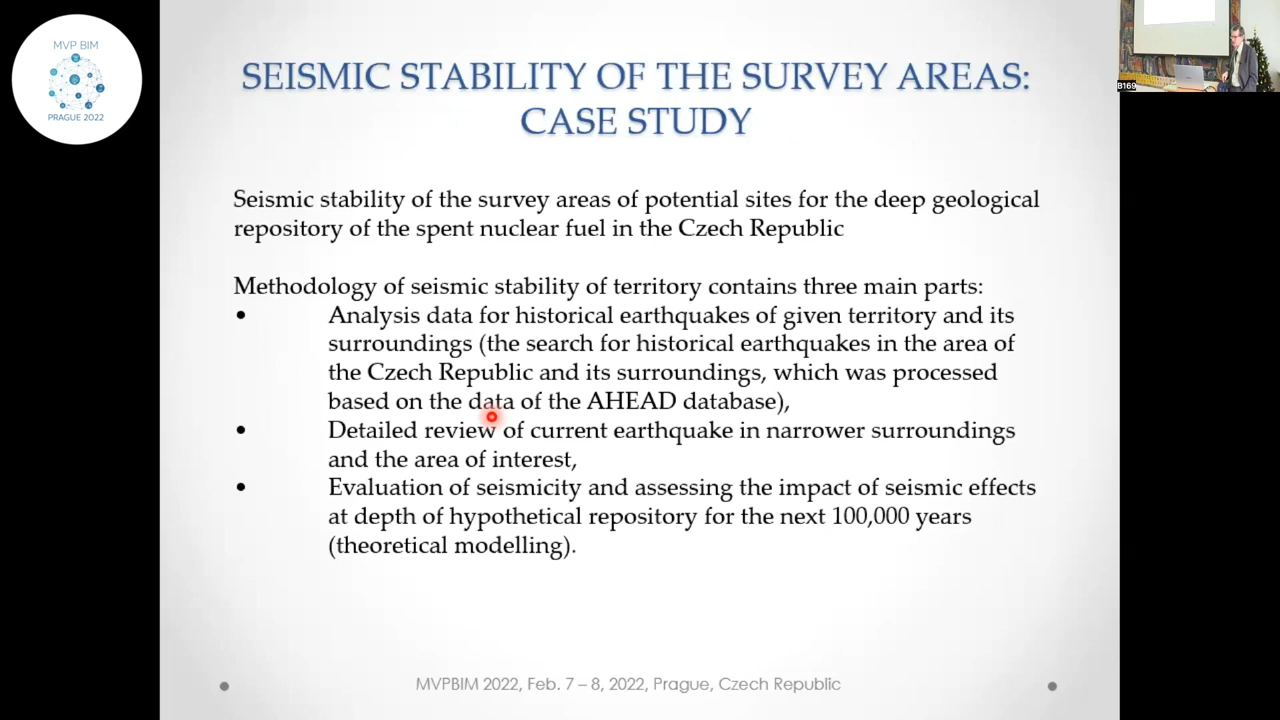 MVP BIM
PRAGUE 2022
B169
SEISMIC STABILITY OF THE SURVEY AREAS:
CASE STUDY
Seismic stability of the survey areas of potential sites for the deep geological
repository of the spent nuclear fuel in the Czech Republic
Methodology of seismic stability of territory contains three main parts:
• Analysis data for historical earthquakes of given territory and its
surroundings (the search for historical earthquakes in the area of
the Czech Republic and its surroundings, which was processed
based on the data of the AHEAD database),
• Detailed review of current earthquake in narrower surroundings
and the area of interest,
• Evaluation of seismicity and assessing the impact of seismic effects
at depth of hypothetical repository for the next 100,000 years
(theoretical modelling).
MVPBIM 2022, Feb. 7 – 8, 2022, Prague, Czech Republic